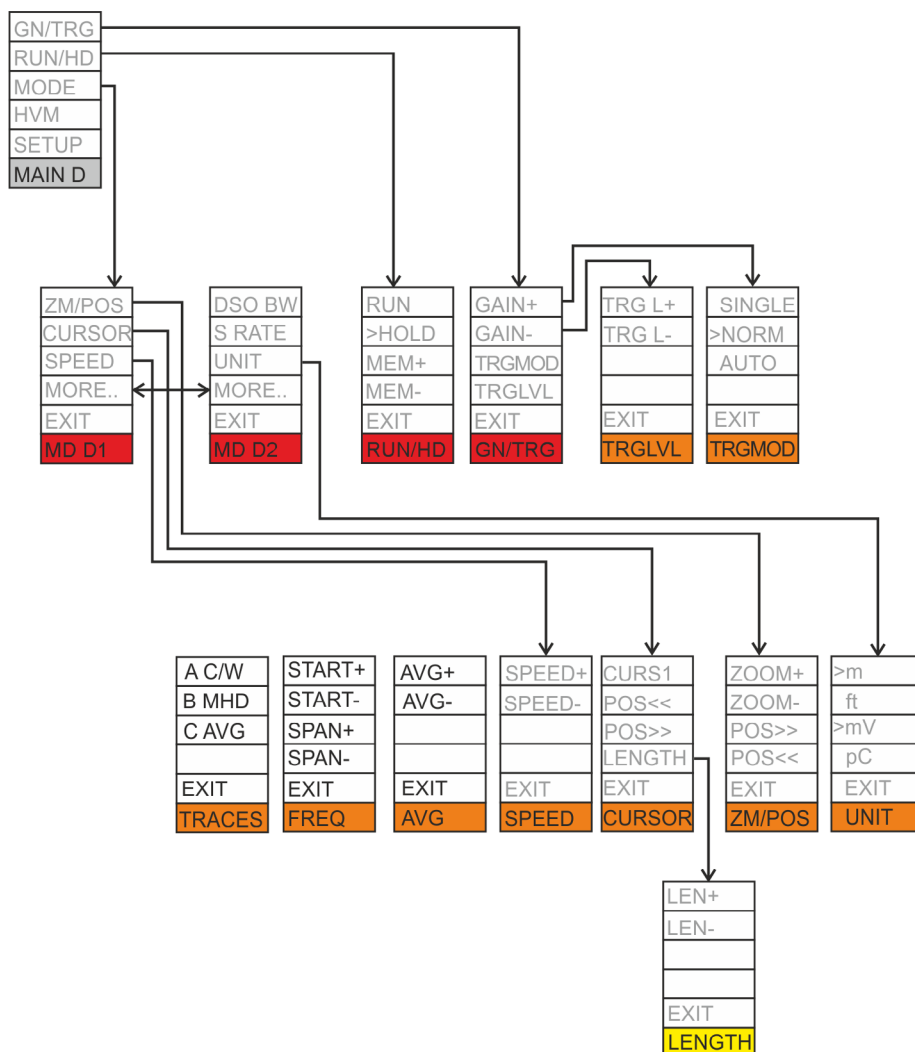 GN/TRG
RUN/HD
MODE
HVM
SETUP
MAIN D
ZM/POS
CURSOR
SPEED
MORE..
EXIT
MD D1
DSO BW
S RATE
UNIT
MORE..
EXIT
MD D2
RUN
>HOLD
MEM+
MEM-
EXIT
RUN/HD
GAIN+
GAIN-
TRGMOD
TRGLVL
EXIT
GN/TRG
TRG L+
TRG L-
EXIT
TRGLVL
SINGLE
>NORM
AUTO
EXIT
TRGMOD
A C/W
B MHD
C AVG
EXIT
TRACES
START+
START-
SPAN+
SPAN-
EXIT
FREQ
AVG+
AVG-
EXIT
AVG
SPEED+
SPEED-
EXIT
SPEED
CURS1
POS<<
POS>>
LENGTH
EXIT
CURSOR
ZOOM+
ZOOM-
POS>>
POS<<
EXIT
ZM/POS
>m
ft
>mV
pC
EXIT
UNIT
LEN+
LEN-
EXIT
LENGTH